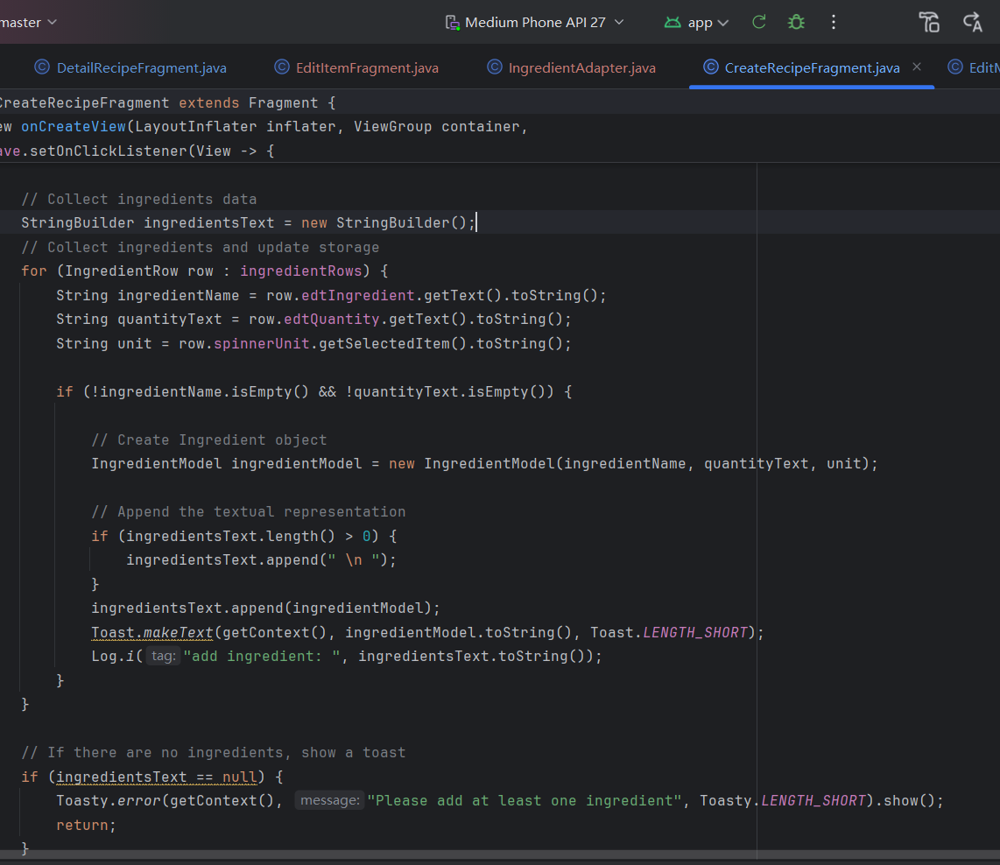 master
Medium Phone API 27
app
DetailRecipeFragment.java
EditItemFragment.java
IngredientAdapter.java
CreateRecipeFragment.java
CreateRecipeFragment extends Fragment {
onCreateView(LayoutInflater inflater, ViewGroup container,
.setOnClickListener(View -> {
// Collect ingredients data
StringBuilder ingredientsText = new StringBuilder();
// Collect ingredients and update storage
for (IngredientRow row : ingredientRows) {
String ingredientName = row.edtIngredient.getText().toString();
String quantityText = row.edtQuantity.getText().toString();
String unit = row.spinnerUnit.getSelectedItem().toString();
if (!ingredientName.isEmpty() && !quantityText.isEmpty()) {
// Create Ingredient object
IngredientModel ingredientModel = new IngredientModel(ingredientName, quantityText, unit);
// Append the textual representation
if (ingredientsText.length() > 0) {
ingredientsText.append(" \n ");
}
ingredientsText.append(ingredientModel);
Toast.makeText(getContext(), ingredientModel.toString(), Toast.LENGTH_SHORT);
Log.i( tag: "add ingredient: ", ingredientsText.toString());
}
}
// If there are no ingredients, show a toast
if (ingredientsText == null) {
Toasty.error(getContext(), message: "Please add at least one ingredient", Toasty.LENGTH_SHORT).show();
return;
}